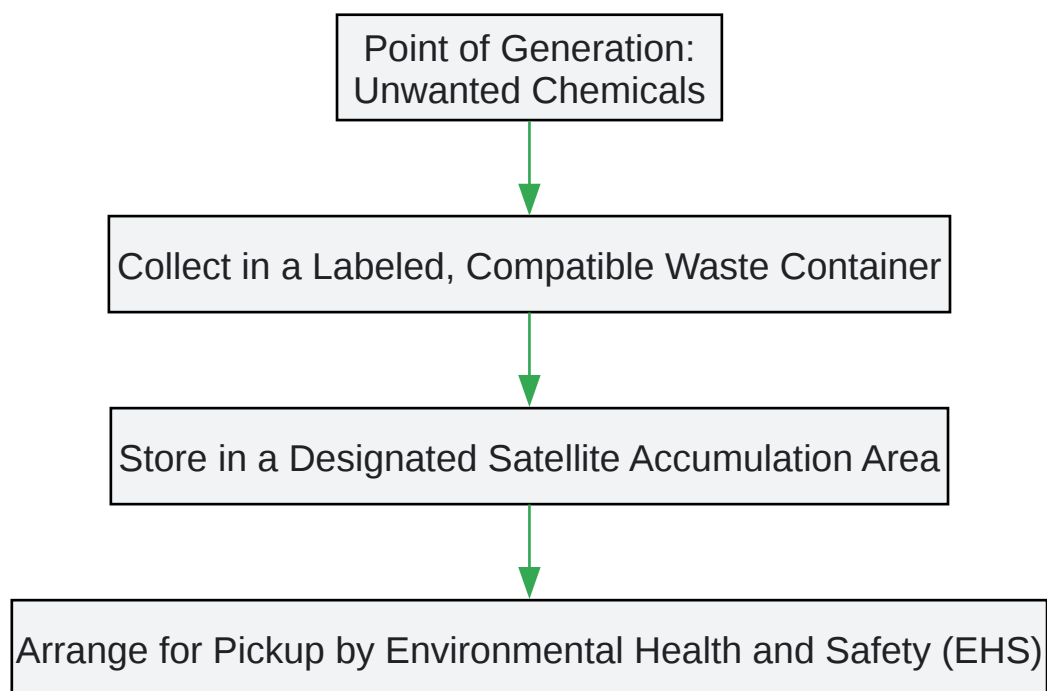 Point of Generation:
Unwanted Chemicals
Collect in a Labeled, Compatible Waste Container
Store in a Designated Satellite Accumulation Area
Arrange for Pickup by Environmental Health and Safety (EHS)